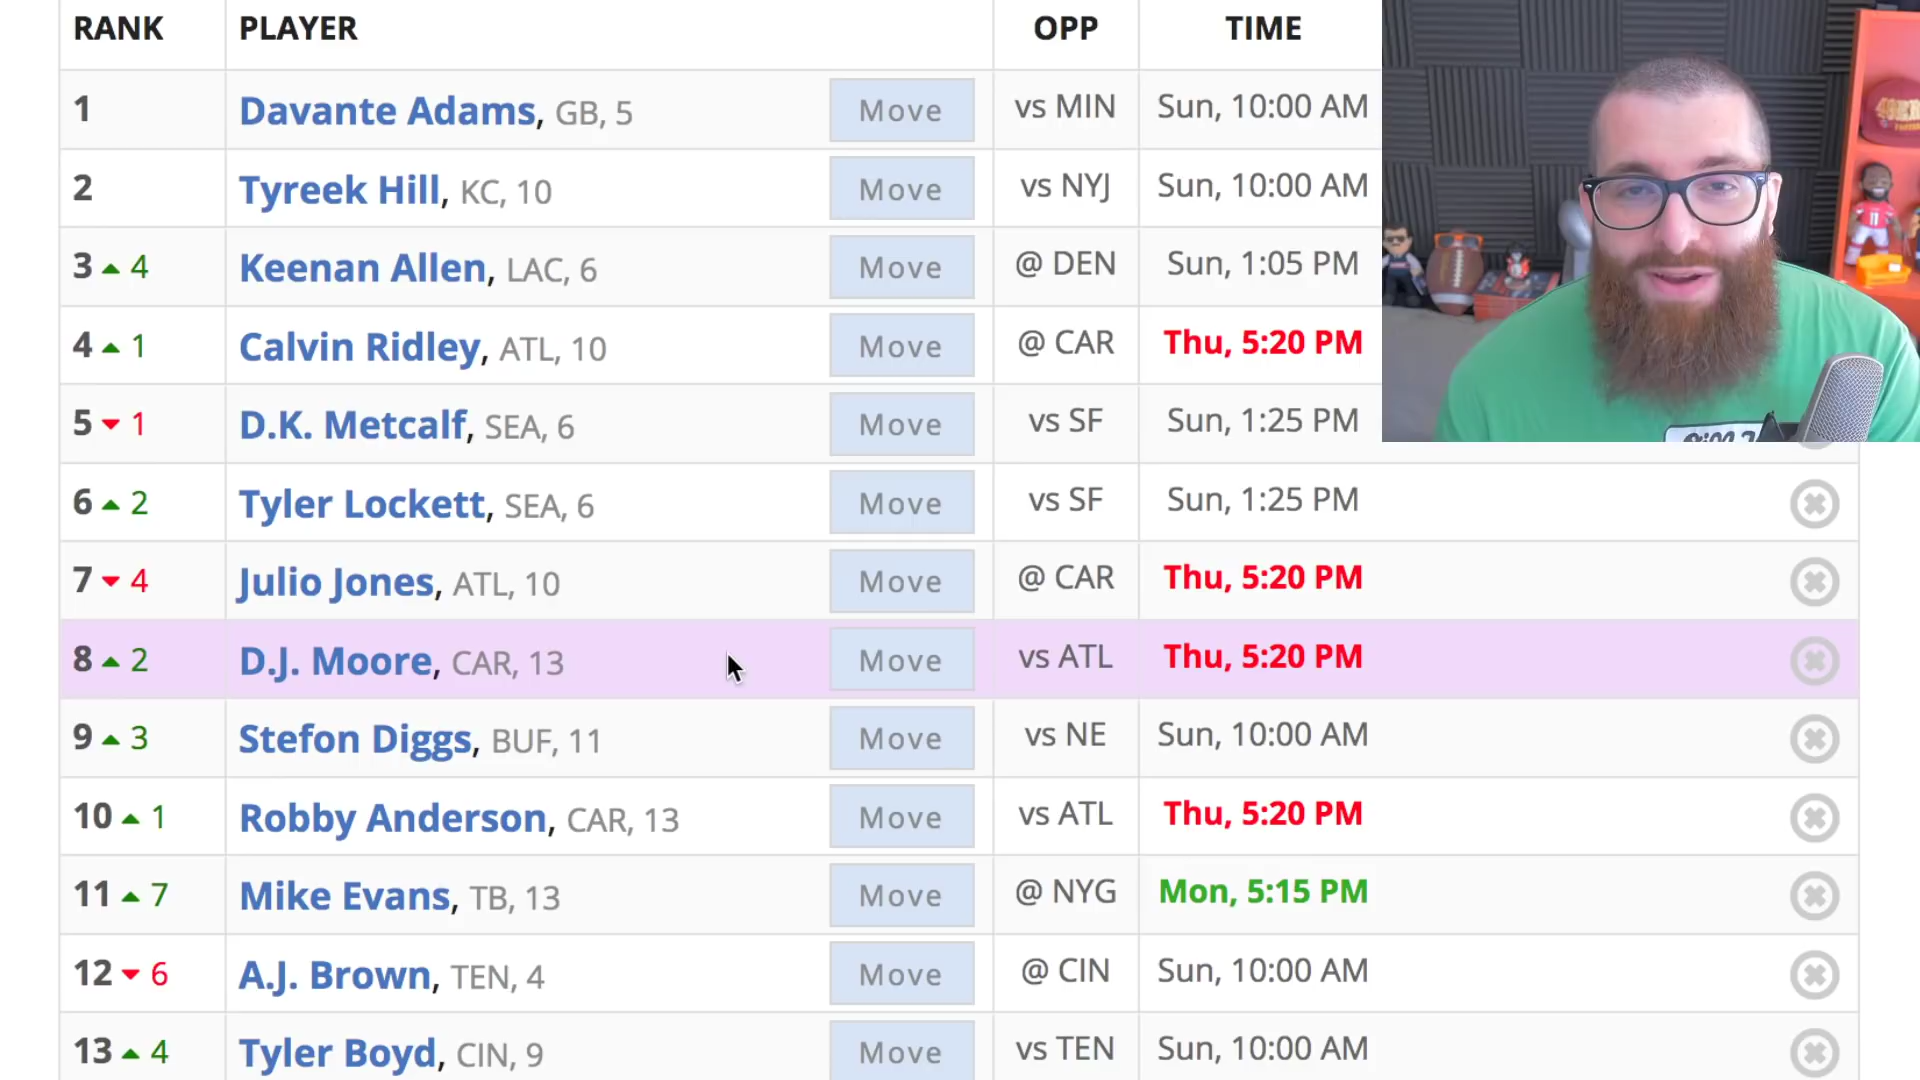 RANK PLAYER OPP TIME
1 Davante Adams, GB, 5 Move vs MIN Sun, 10:00 AM
2 Tyreek Hill, KC, 10 Move vs NYJ Sun, 10:00 AM
3 ▲ 4 Keenan Allen, LAC, 6 Move @ DEN Sun, 1:05 PM
4 ▲ 1 Calvin Ridley, ATL, 10 Move @ CAR Thu, 5:20 PM
5 ▼ 1 D.K. Metcalf, SEA, 6 Move vs SF Sun, 1:25 PM
6 ▲ 2 Tyler Lockett, SEA, 6 Move vs SF Sun, 1:25 PM
7 ▼ 4 Julio Jones, ATL, 10 Move @ CAR Thu, 5:20 PM
8 ▲ 2 D.J. Moore, CAR, 13 Move vs ATL Thu, 5:20 PM
9 ▲ 3 Stefon Diggs, BUF, 11 Move vs NE Sun, 10:00 AM
10 ▲ 1 Robby Anderson, CAR, 13 Move vs ATL Thu, 5:20 PM
11 ▲ 7 Mike Evans, TB, 13 Move @ NYG Mon, 5:15 PM
12 ▼ 6 A.J. Brown, TEN, 4 Move @ CIN Sun, 10:00 AM
13 ▲ 4 Tyler Boyd, CIN, 9 Move vs TEN Sun, 10:00 AM
49ERS
11